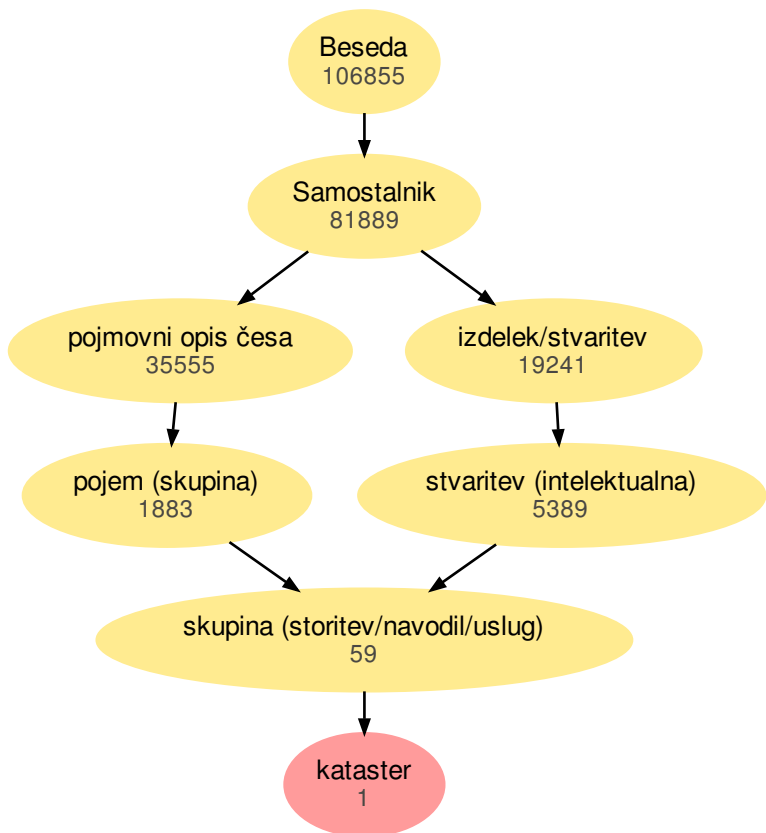 Beseda
106855
Samostalnik
81889
pojmovni opis česa
35555
izdelek/stvaritev
19241
pojem (skupina)
1883
stvaritev (intelektualna)
5389
skupina (storitev/navodil/uslug)
59
kataster
1